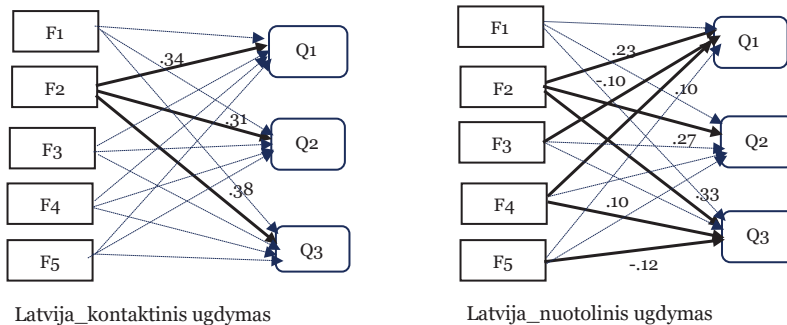 F1
Q1
.34
F2
.31
F3
Q2
.38
F4
F5
Q3
Latvija_kontaktinis ugdymas
F1
Q1
.23
-.10
.10
F2
F3
.27
Q2
F4
.33
.10
Q3
F5
-.12
Latvija_nuotolinis ugdymas